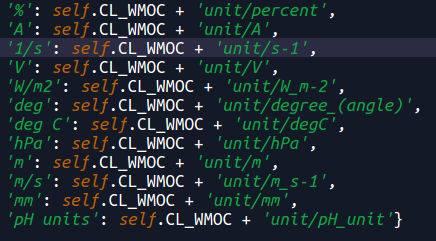 '%': self.CL_WMOC + 'unit/percent',
'A': self.CL_WMOC + 'unit/A',
'1/s': self.CL_WMOC + 'unit/s-1',
'V': self.CL_WMOC + 'unit/V',
'W/m2': self.CL_WMOC + 'unit/W_m-2',
'deg': self.CL_WMOC + 'unit/degree_(angle)',
'deg C': self.CL_WMOC + 'unit/degC',
'hPa': self.CL_WMOC + 'unit/hPa',
'm': self.CL_WMOC + 'unit/m',
'm/s': self.CL_WMOC + 'unit/m_s-1',
'mm': self.CL_WMOC + 'unit/mm',
'pH units': self.CL_WMOC + 'unit/pH_unit'}